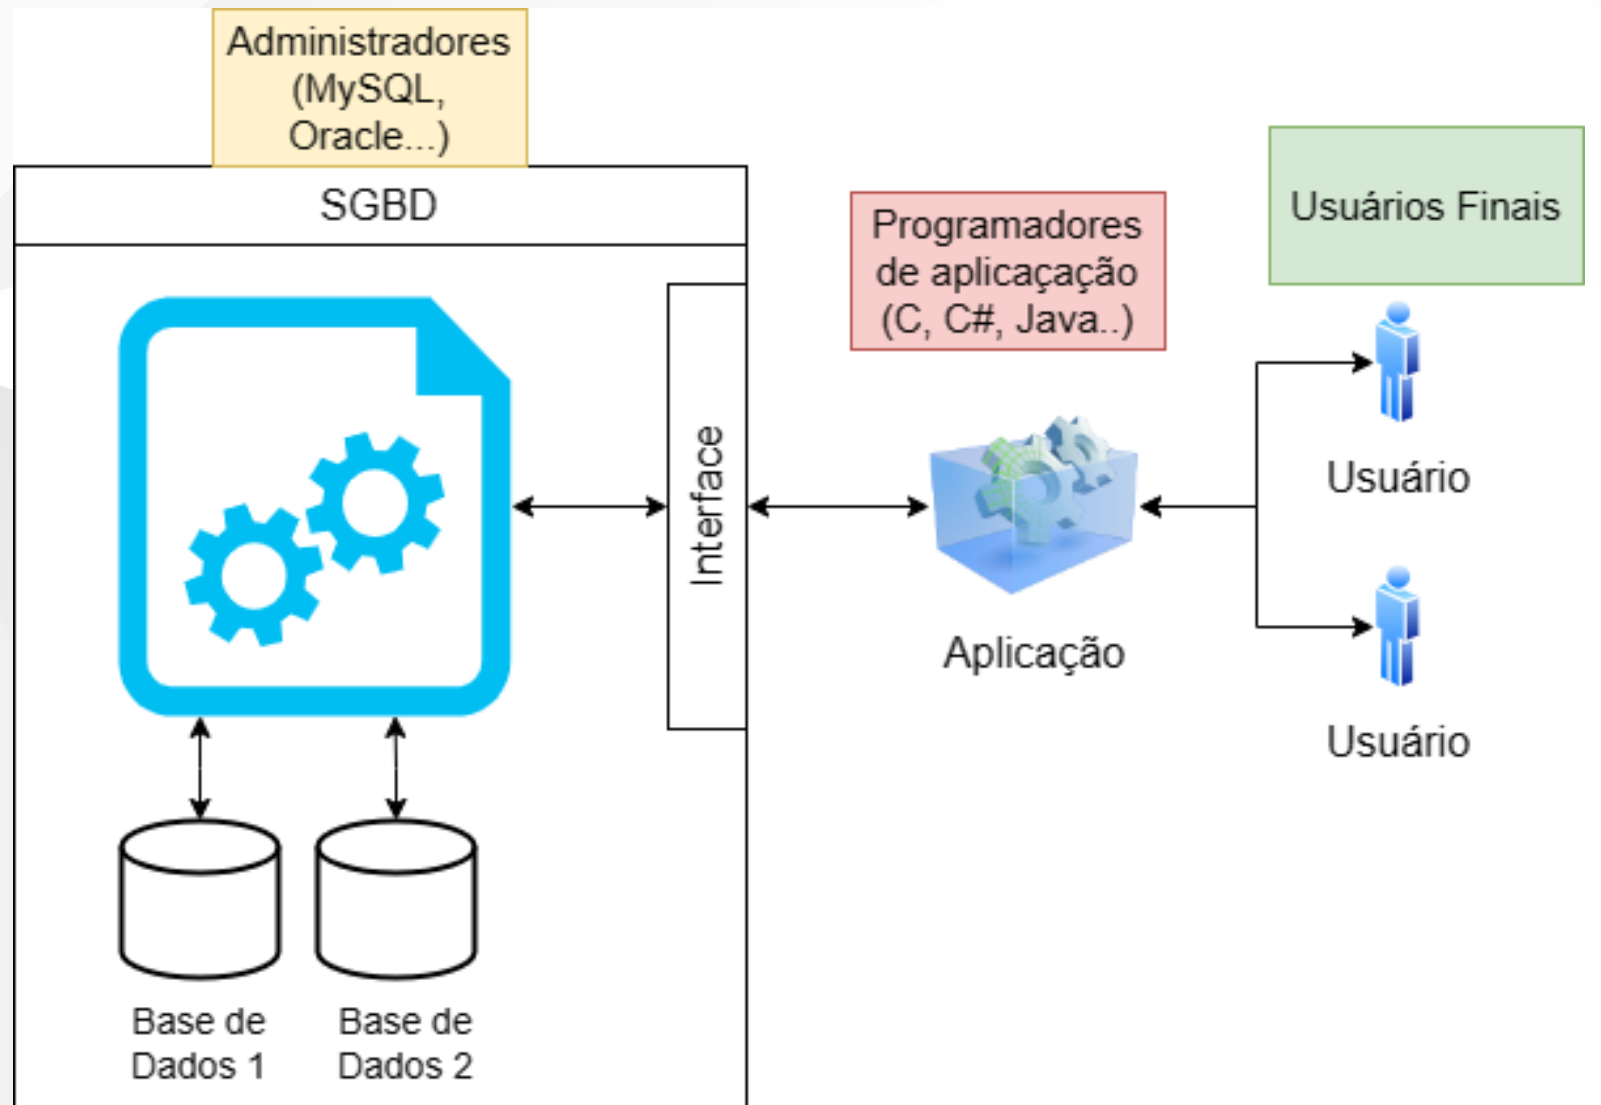 Administradores
(MySQL,
Oracle...)
SGBD
Programadores
de aplicaçação
(C, C#, Java..)
Usuários Finais
Interface
Usuário
Aplicação
Usuário
Base de
Dados 1
Base de
Dados 2